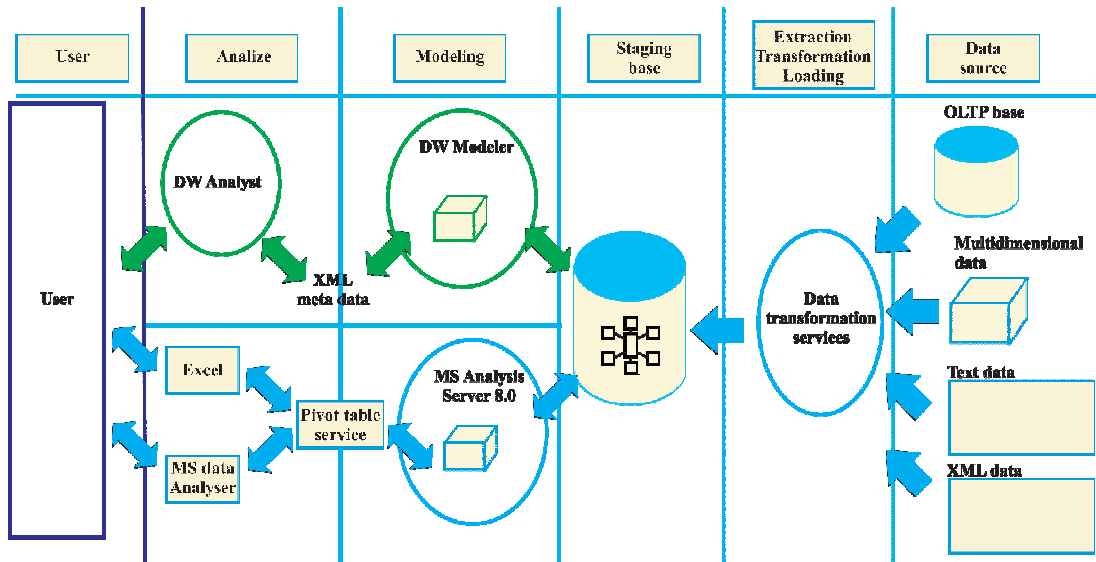 User
Analize
Modeling
Staging
base
Extraction
Transformation
Loading
Data
source
OLTP base
DW Analyst
DW Modeler
Multidimensional
data
XML
meta data
User
Data
transformation
services
Excel
MS Analysis
Server 8.0
Text data
Pivot table
service
MS data
Analyser
XML data